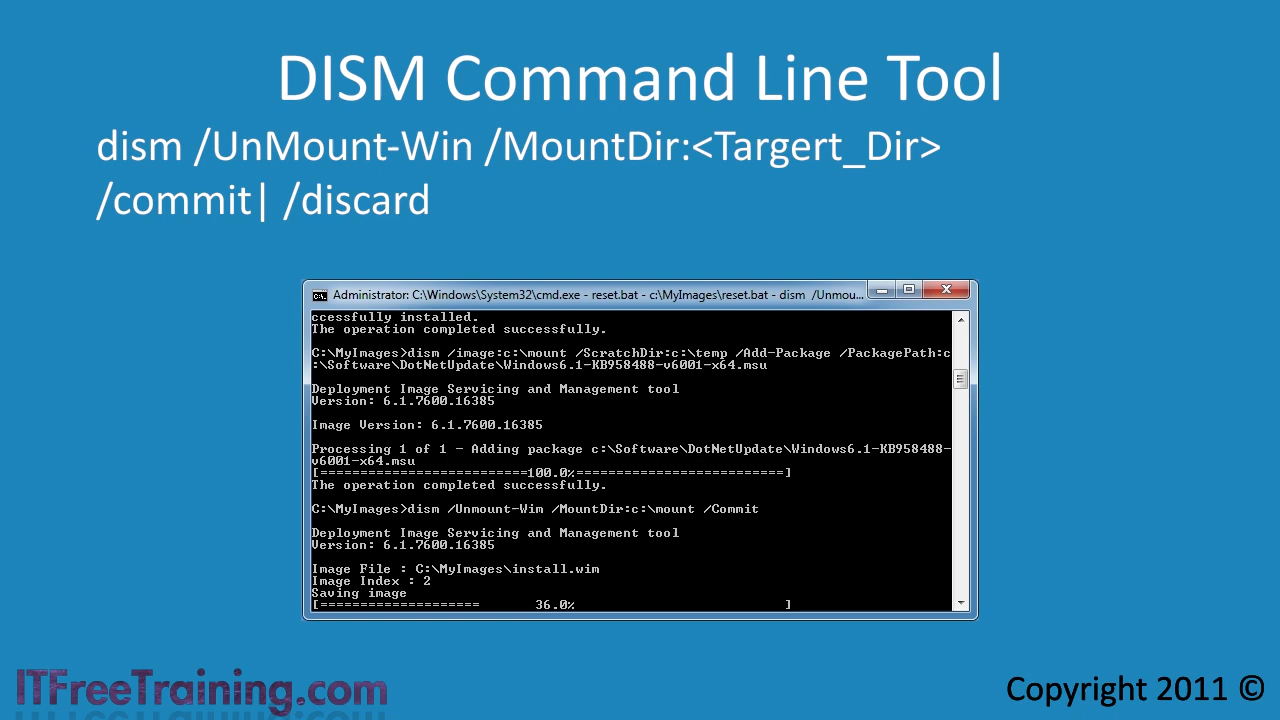 DISM Command Line Tool
dism /UnMount-Win /MountDir:<Targert_Dir>
/commit| /discard
Administrator: C:\Windows\System32\cmd.exe - reset.bat - c:\MyImages\reset.bat - dism /Unmou...
ccessfully installed.
The operation completed successfully.
C:\MyImages>dism /image:c:\mount /ScratchDir:c:\temp /Add-Package /PackagePath:c
:\Software\DotNetUpdate\Windows6.1-KB958488-v6001-x64.msu
Deployment Image Servicing and Management tool
Version: 6.1.7600.16385
Image Version: 6.1.7600.16385
Processing 1 of 1 - Adding package c:\Software\DotNetUpdate\Windows6.1-KB958488-
v6001-x64.msu
[==========================100.0%==========================]
The operation completed successfully.
C:\MyImages>dism /Unmount-Wim /MountDir:c:\mount /Commit
Deployment Image Servicing and Management tool
Version: 6.1.7600.16385
Image File : C:\MyImages\install.wim
Image Index : 2
Saving image
[==================== 36.0% ]
ITFreeTraining.com
Copyright 2011 ©